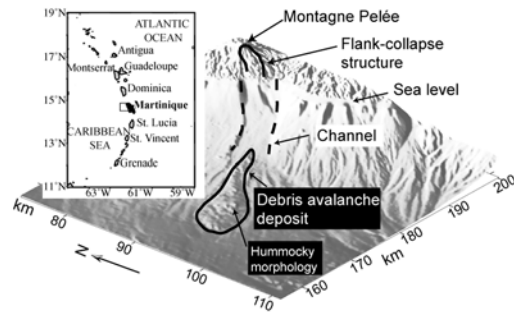 19°N
17°N
15°N
13°N
11°N
63°W
61°W
59°W
ATLANTIC
OCEAN
Antigua
Montserrat
Guadeloupe
Dominica
Martinique
St. Lucia
CARIBBEAN
SEA
St. Vincent
Grenade
Montagne Pelée
Flank-collapse
structure
Sea level
Channel
Debris avalanche
deposit
Hummocky
morphology
km
80
90
100
110
N
160
170
180
190
200
km